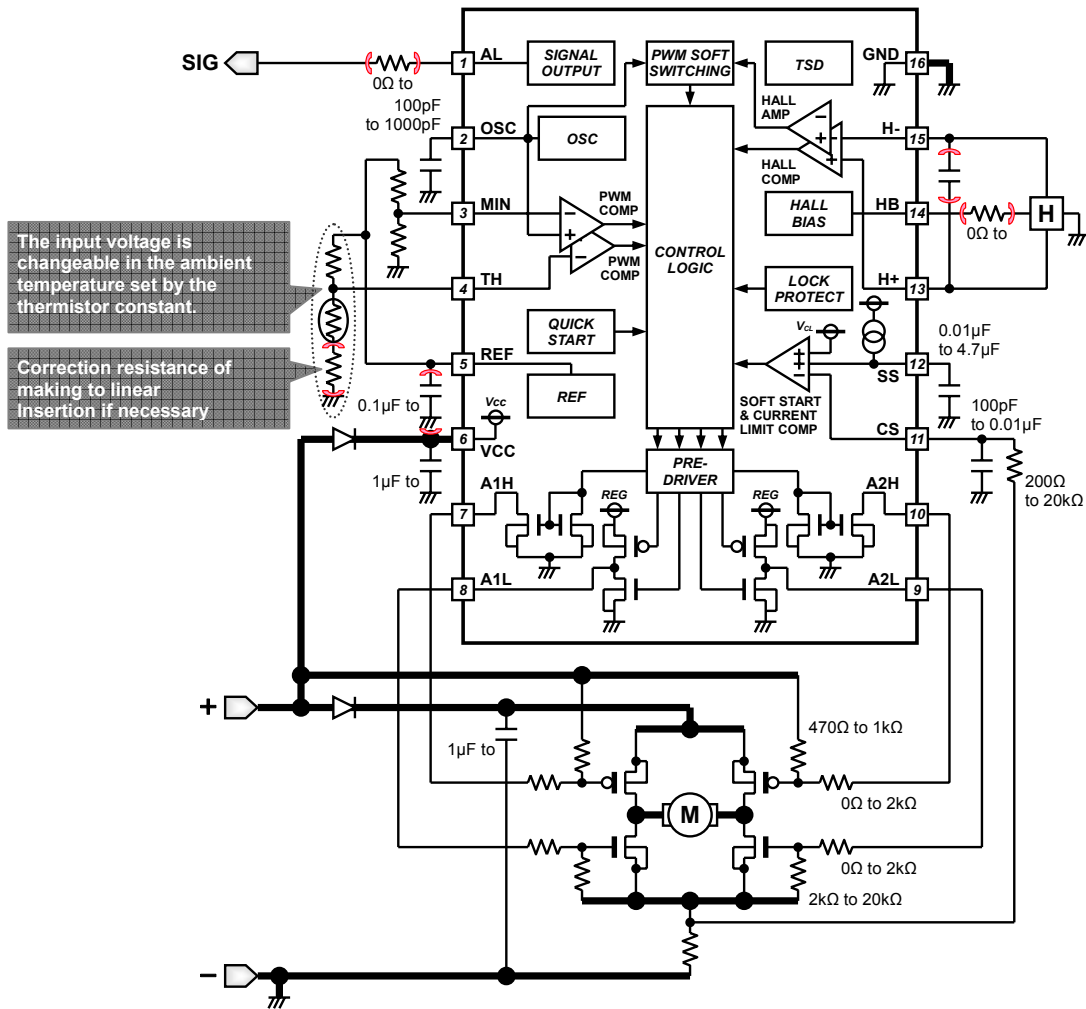 SIG
0Ω to
1
AL
SIGNAL
OUTPUT
PWM SOFT
SWITCHING
TSD
GND
16
100pF
to 1000pF
2
OSC
OSC
HALL
AMP
HALL
COMP
H-
15
3
MIN
PWM
COMP
PWM
COMP
CONTROL
LOGIC
HALL
BIAS
HB
14
0Ω to
H
The input voltage is
changeable in the ambient
temperature set by the
thermistor constant.
4
TH
LOCK
PROTECT
H+
13
QUICK
START
VCL
0.01µF
to 4.7µF
Correction resistance of
making to linear
Insertion if necessary
5
REF
REF
SS
12
0.1µF to
SOFT START
& CURRENT
LIMIT COMP
100pF
to 0.01µF
Vcc
6
VCC
CS
11
1µF to
PRE-
DRIVER
200Ω
to 20kΩ
A1H
7
REG
REG
A2H
10
A1L
8
A2L
9
+
1µF to
470Ω to 1kΩ
M
0Ω to 2kΩ
0Ω to 2kΩ
2kΩ to 20kΩ
−